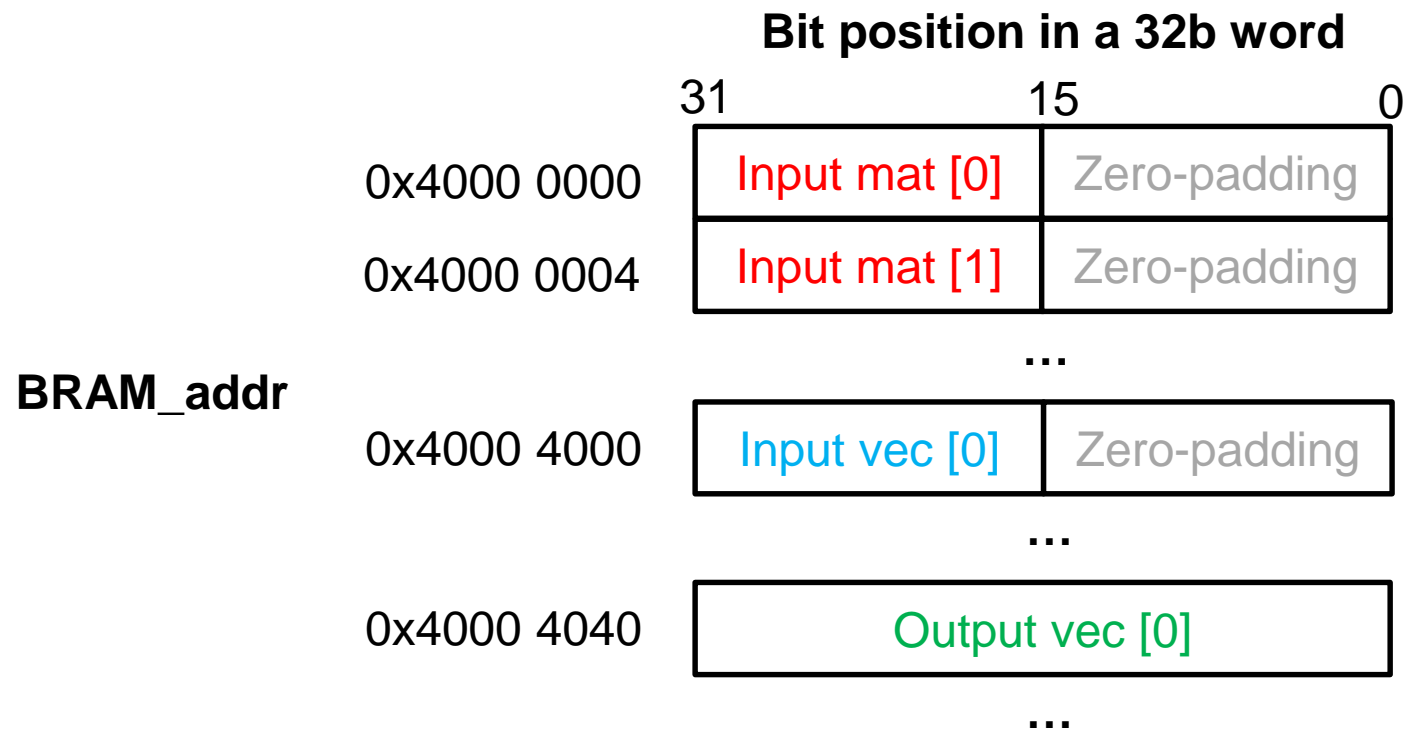 Bit position in a 32b word
31 15 0
0x4000 0000 Input mat [0] Zero-padding
0x4000 0004 Input mat [1] Zero-padding
...
BRAM_addr
0x4000 4000 Input vec [0] Zero-padding
...
0x4000 4040 Output vec [0]
...